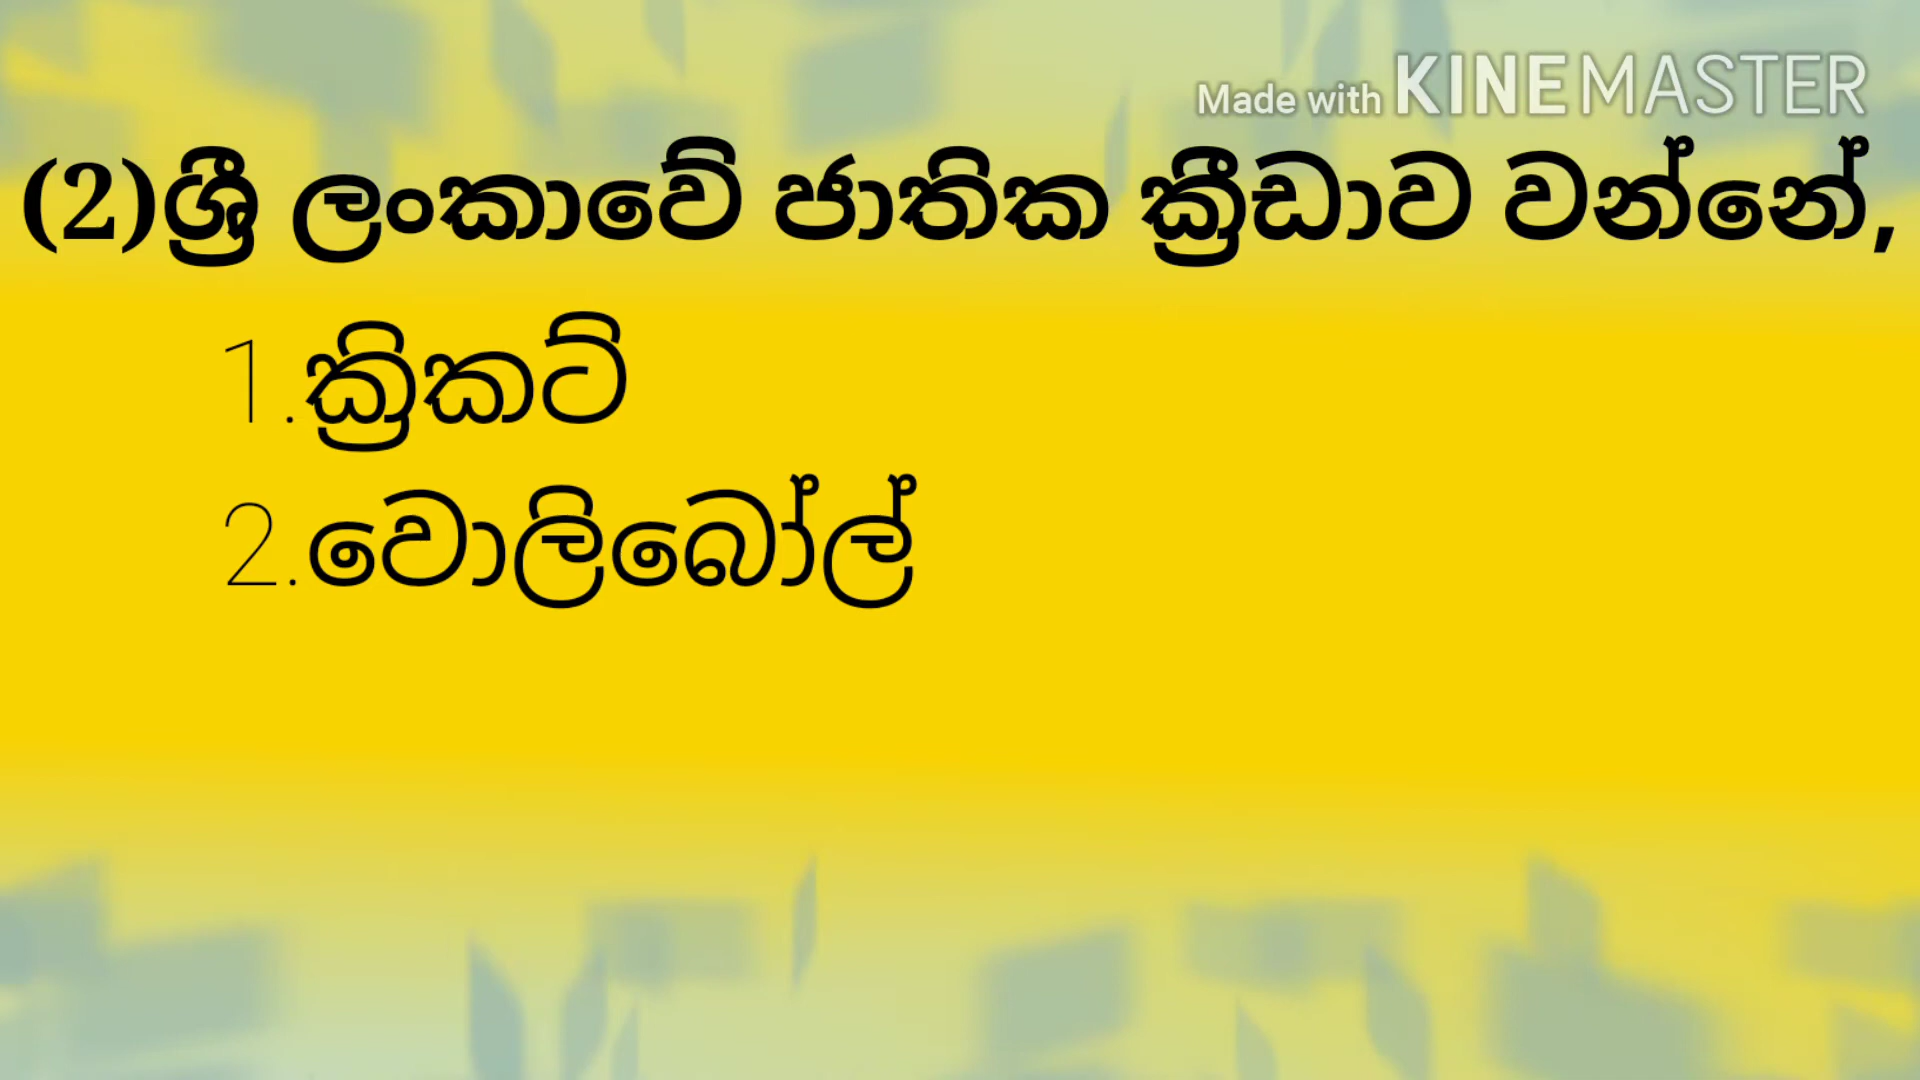 Made with KINEMASTER
(2)ශ්‍රී ලංකාවේ ජාතික ක්‍රීඩාව වන්නේ,
1.ක්‍රිකට්
2.වොලිබෝල්